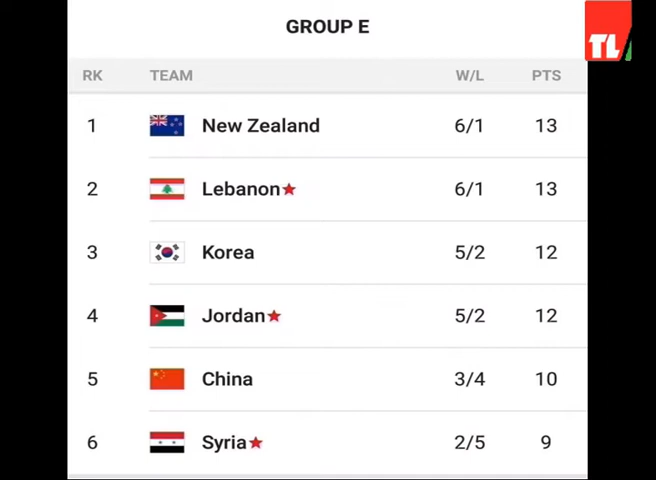 GROUP E
TL
RK TEAM W/L PTS
1 New Zealand 6/1 13
2 Lebanon 6/1 13
3 Korea 5/2 12
4 Jordan 5/2 12
5 China 3/4 10
6 Syria 2/5 9